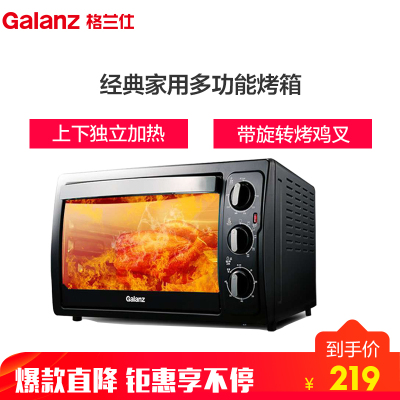 Galanz 格兰仕
经典家用多功能烤箱
上下独立加热
带旋转烤鸡叉
Galanz
到手价
爆款直降 钜惠享不停
¥ 219